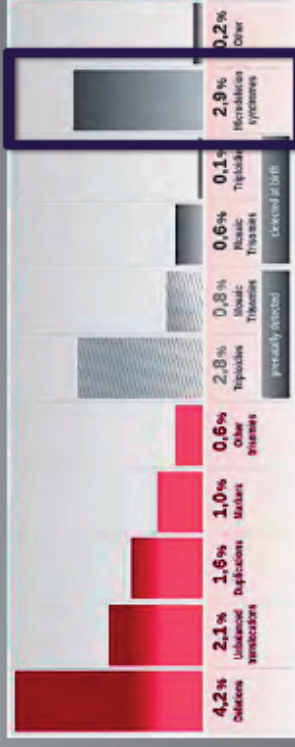 4,2%
Deletions
2,1%
Unbalanced
translocations
1,6%
Duplications
1,0%
Markers
0,6%
Other
trisomies
2,8%
Triploidies
0,8%
Mosaic
Trisomies
0,6%
Mosaic
Trisomies
0,1%
Triploidies
2,9%
Microdeletion
syndromes
0,2%
Other
prenatally detected
detected at birth